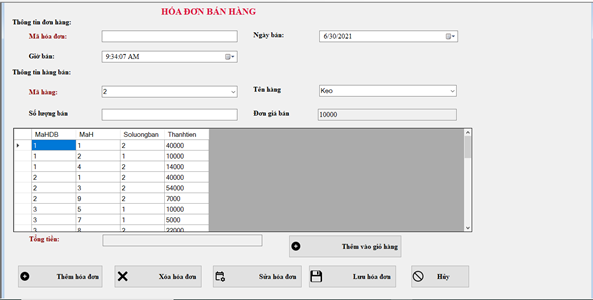 HÓA ĐƠN BÁN HÀNG
Thông tin đơn hàng:
Mã hóa đơn:
Ngày bán: 6/30/2021
Giờ bán: 9:34:07 AM
Thông tin hàng bán:
Mã hàng: 2
Tên hàng Keo
Số lượng bán
Đơn giá bán 10000
MaHDB MaH Soluongban Thanhtien
1 1 2 40000
1 2 1 10000
1 4 2 14000
2 1 2 40000
2 3 2 54000
2 9 2 7000
3 5 1 10000
3 7 1 5000
3 8 2 22000
Tổng tiền:
Thêm vào giỏ hàng
Thêm hóa đơn Xóa hóa đơn Sửa hóa đơn Lưu hóa đơn Hủy